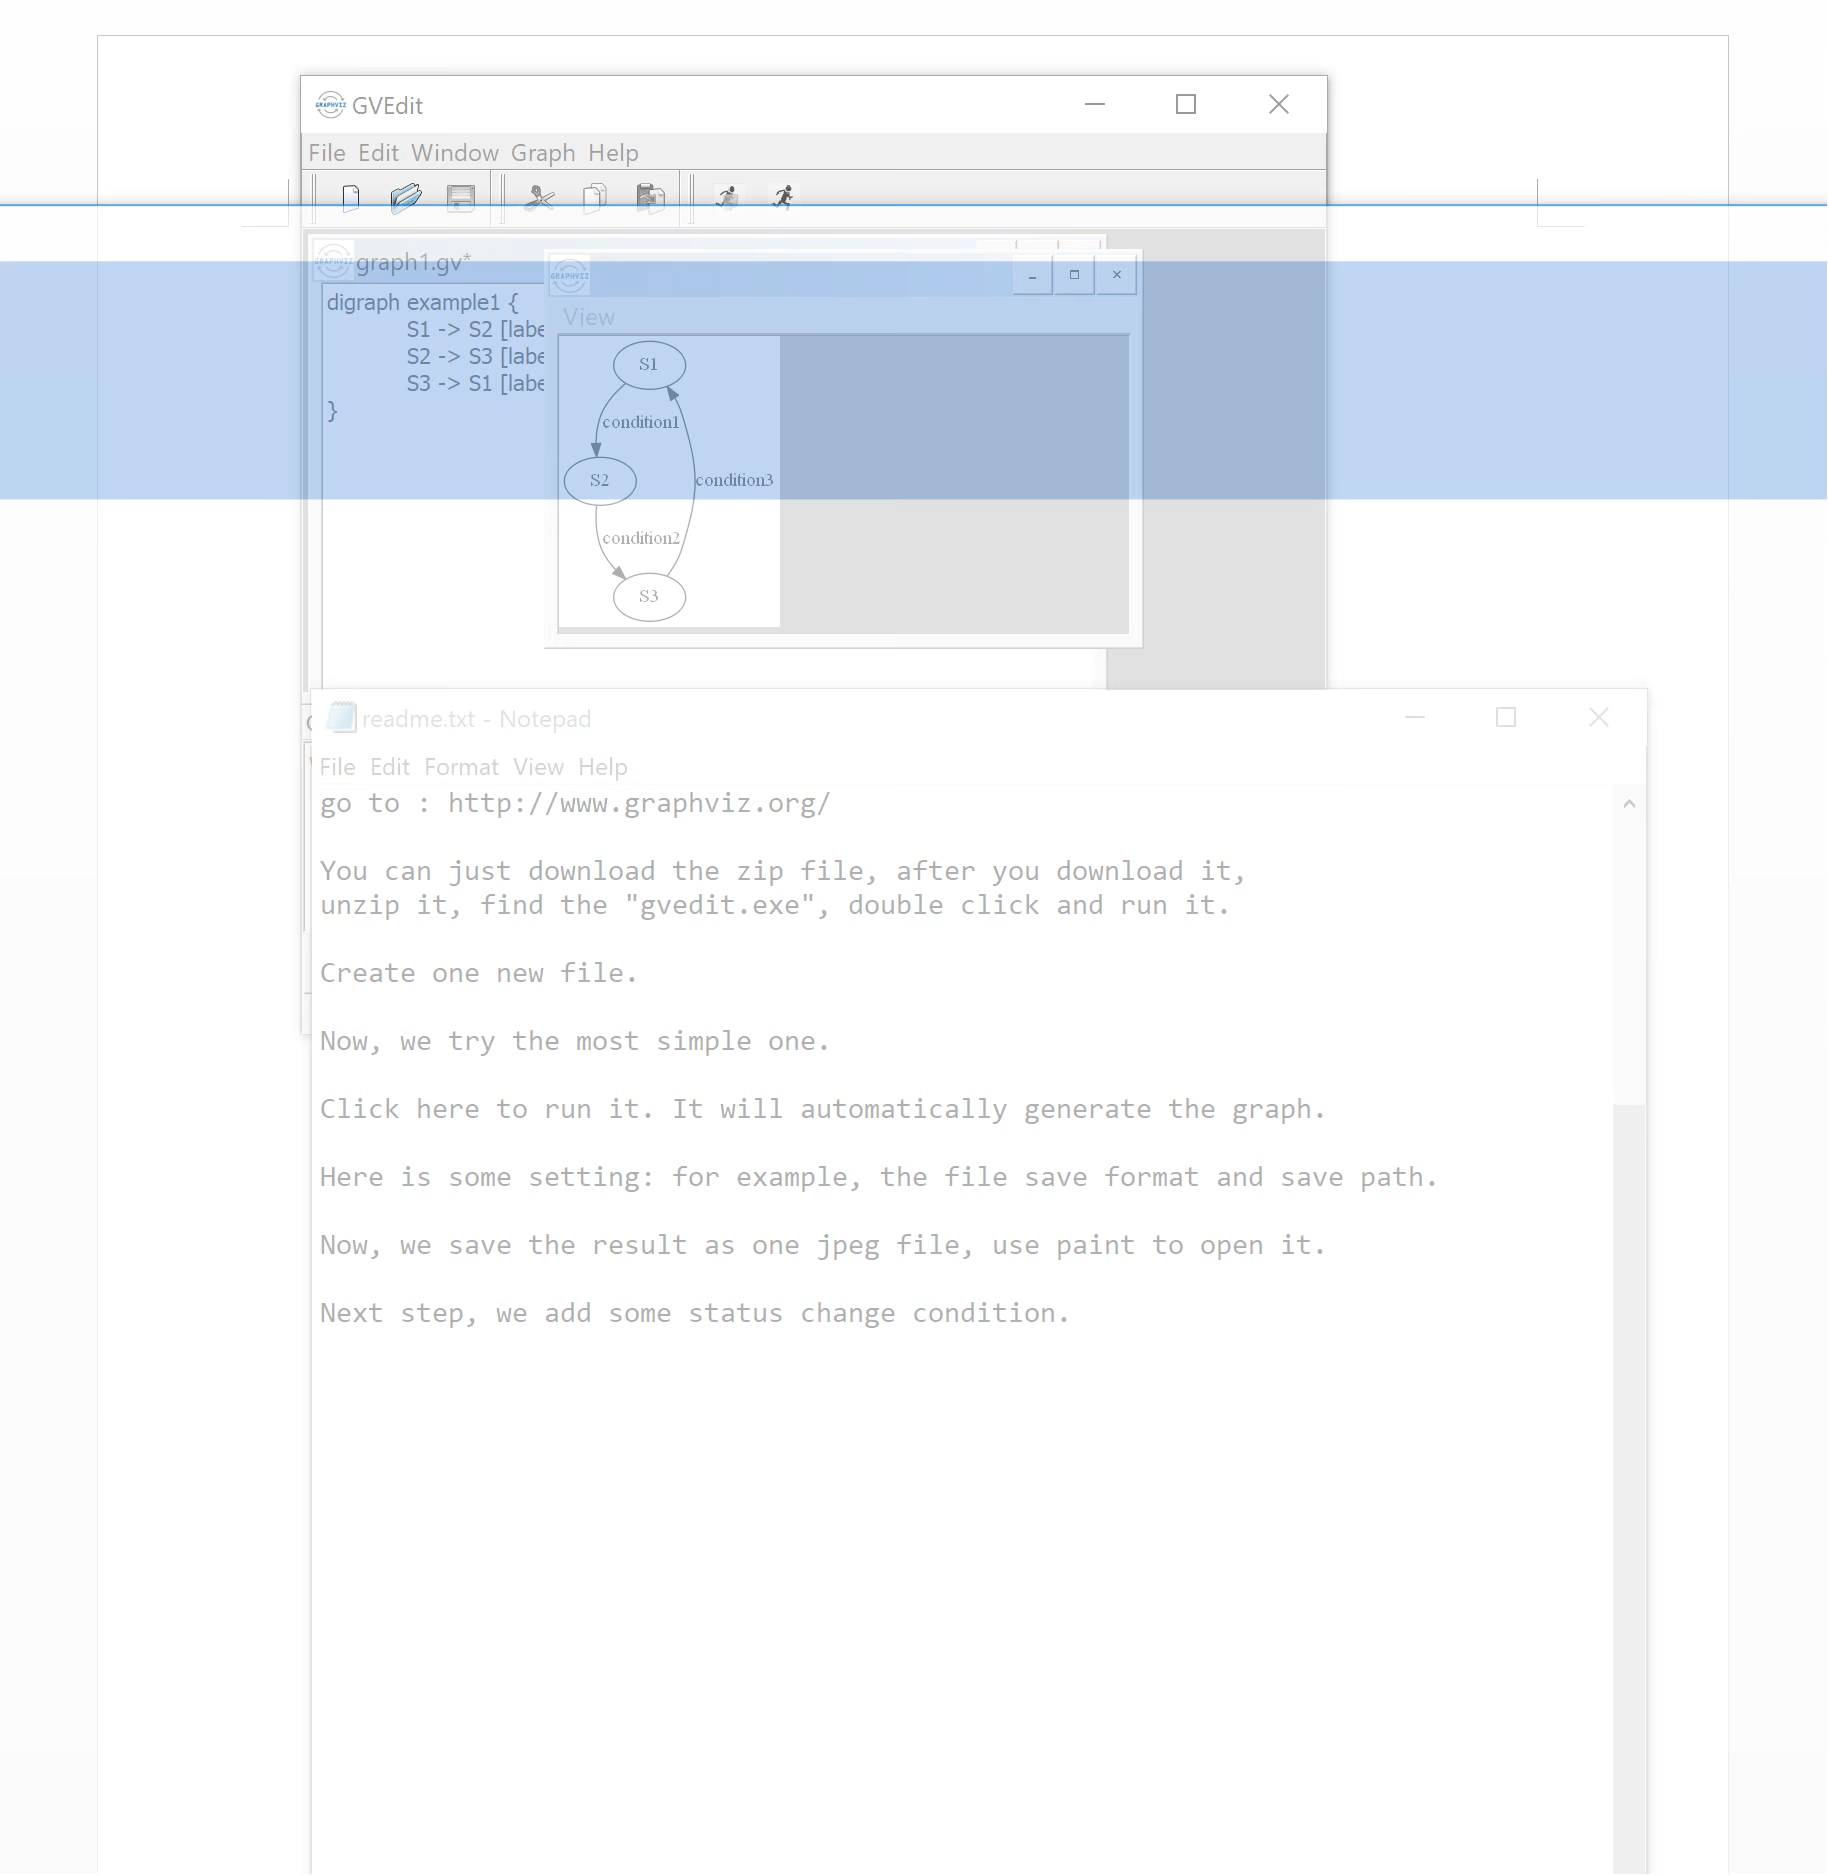 GRAPHVIZ GVEdit
File Edit Window Graph Help
GRAPHVIZ graph1.gv*
digraph example1 {
S1 -> S2 [labe
S2 -> S3 [labe
S3 -> S1 [labe
}
GRAPHVIZ
View
S1
condition1
S2
condition3
condition2
S3
readme.txt - Notepad
File Edit Format View Help
go to : http://www.graphviz.org/
You can just download the zip file, after you download it,
unzip it, find the "gvedit.exe", double click and run it.
Create one new file.
Now, we try the most simple one.
Click here to run it. It will automatically generate the graph.
Here is some setting: for example, the file save format and save path.
Now, we save the result as one jpeg file, use paint to open it.
Next step, we add some status change condition.